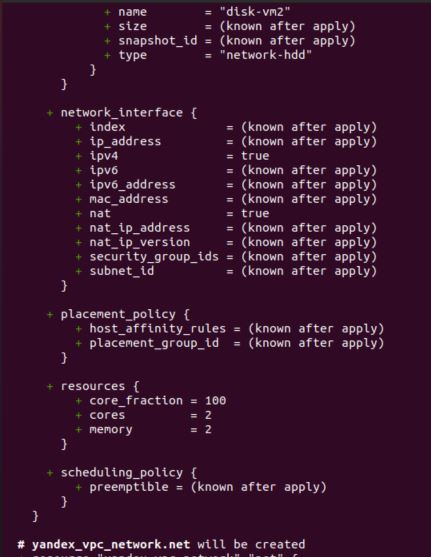 + name        = "disk-vm2"
+ size        = (known after apply)
+ snapshot_id = (known after apply)
+ type        = "network-hdd"
}
}
+ network_interface {
+ index              = (known after apply)
+ ip_address         = (known after apply)
+ ipv4               = true
+ ipv6               = (known after apply)
+ ipv6_address       = (known after apply)
+ mac_address        = (known after apply)
+ nat                = true
+ nat_ip_address     = (known after apply)
+ nat_ip_version     = (known after apply)
+ security_group_ids = (known after apply)
+ subnet_id          = (known after apply)
}
+ placement_policy {
+ host_affinity_rules = (known after apply)
+ placement_group_id  = (known after apply)
}
+ resources {
+ core_fraction = 100
+ cores         = 2
+ memory        = 2
}
+ scheduling_policy {
+ preemptible = (known after apply)
}
}
# yandex_vpc_network.net will be created
+ resource "yandex_vpc_network" "net" {